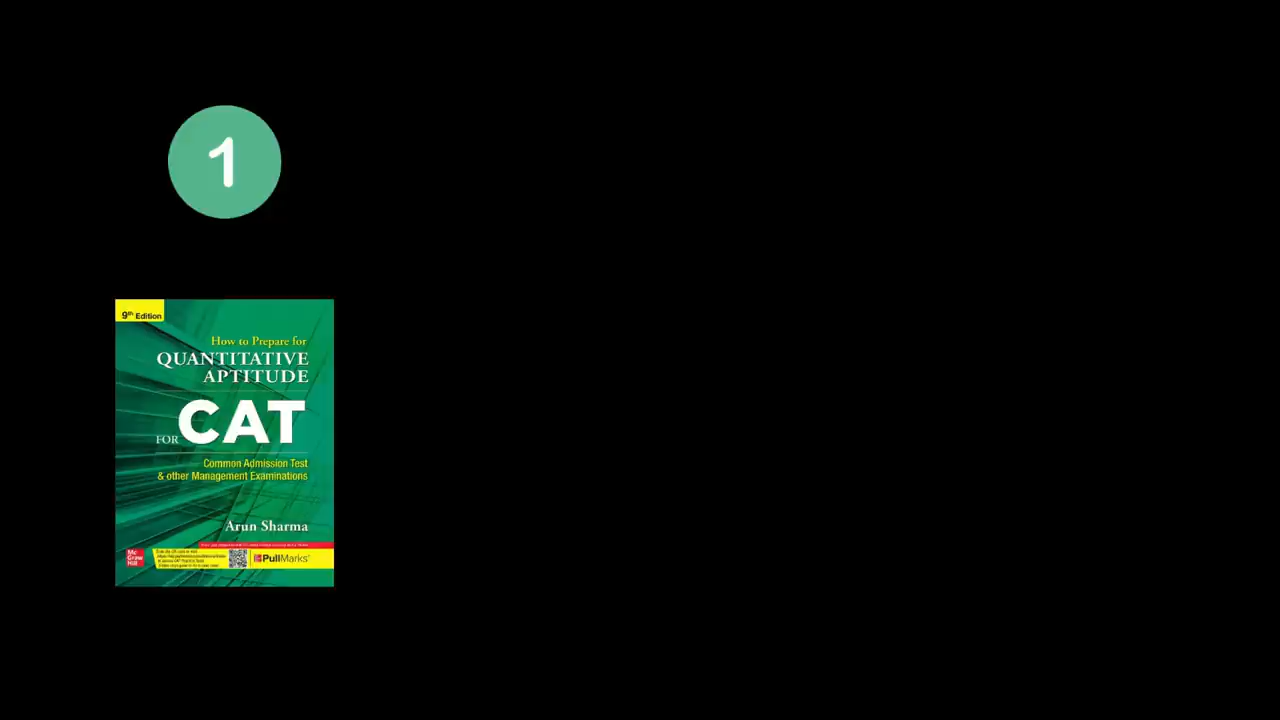 1
9th Edition
How to Prepare for
QUANTITATIVE
APTITUDE
FOR CAT
Common Admission Test
& other Management Examinations
Arun Sharma
Mc
Graw
Hill
PullMarks